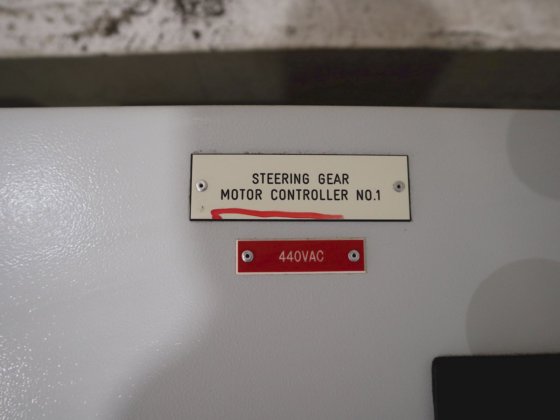 STEERING GEAR
MOTOR CONTROLLER NO.1
440VAC